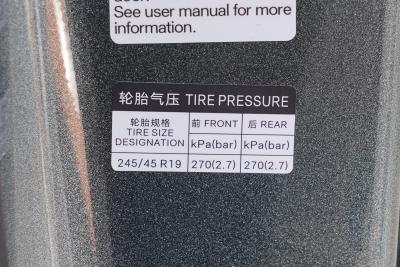 See user manual for more
information.
轮胎气压 TIRE PRESSURE
轮胎规格 前 FRONT 后 REAR
TIRE SIZE
DESIGNATION kPa(bar) kPa(bar)
245/45 R19 270(2.7) 270(2.7)